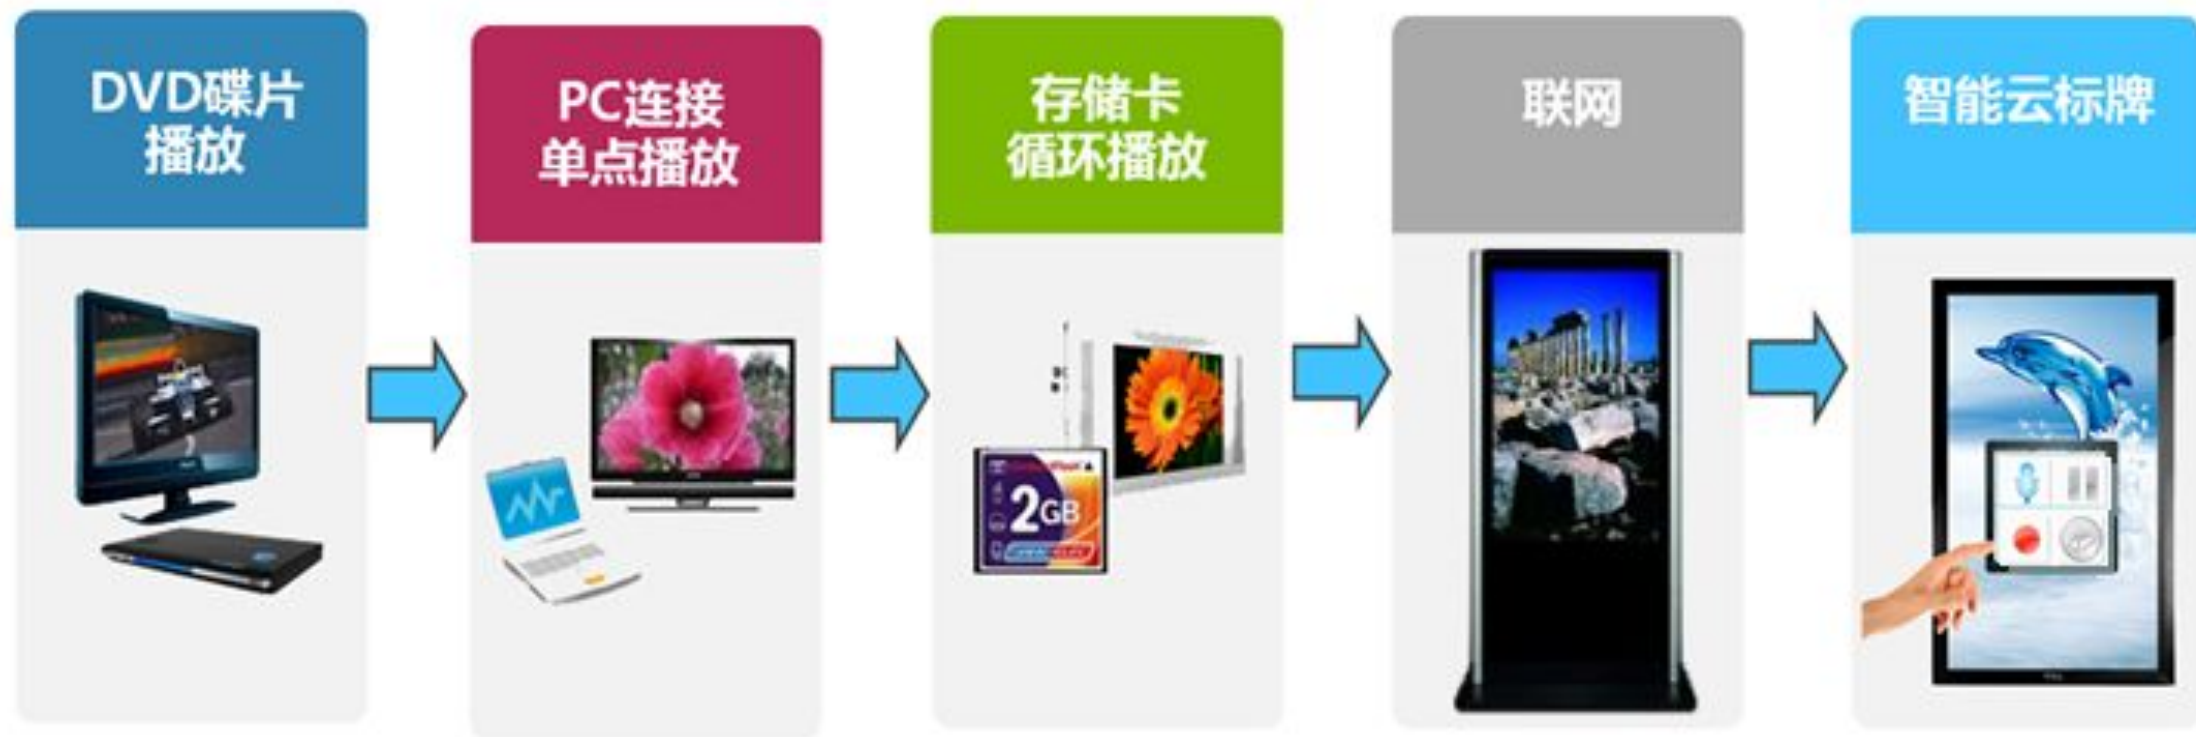 DVD碟片
播放
PC连接
单点播放
存储卡
循环播放
联网
智能云标牌
2GB